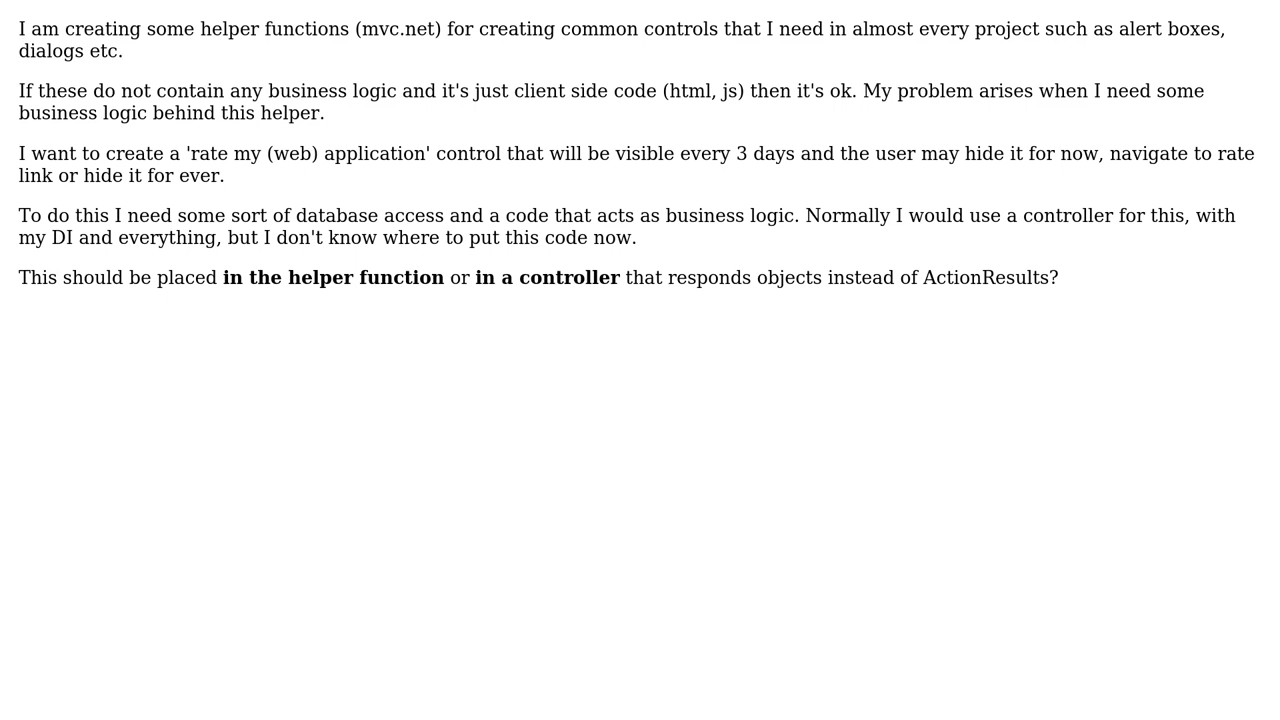 I am creating some helper functions (mvc.net) for creating common controls that I need in almost every project such as alert boxes,
dialogs etc.
If these do not contain any business logic and it's just client side code (html, js) then it's ok. My problem arises when I need some
business logic behind this helper.
I want to create a 'rate my (web) application' control that will be visible every 3 days and the user may hide it for now, navigate to rate
link or hide it for ever.
To do this I need some sort of database access and a code that acts as business logic. Normally I would use a controller for this, with
my DI and everything, but I don't know where to put this code now.
This should be placed in the helper function or in a controller that responds objects instead of ActionResults?